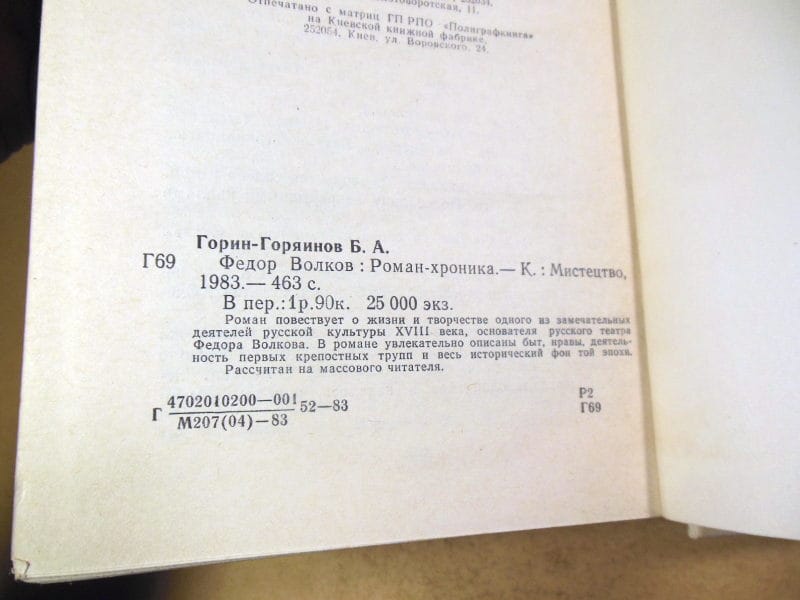 Отпечатано с матриц ГП РПО «Полиграфкнига»
на Киевской книжной фабрике,
252054, Киев, ул. Воровского, 24.
Горин-Горяинов Б. А.
Г69 Федор Волков : Роман-хроника.— К. : Мистецтво,
1983.— 463 с.
В пер.: 1р. 90к. 25 000 экз.
Роман повествует о жизни и творчестве одного из замечательных
деятелей русской культуры XVIII века, основателя русского театра
Федора Волкова. В романе увлекательно описаны быт, нравы, деятель-
ность первых крепостных трупп и весь исторический фон той эпохи.
Рассчитан на массового читателя.
Г 4702010200—001 52—83
М207(04)—83
Р2
Г69